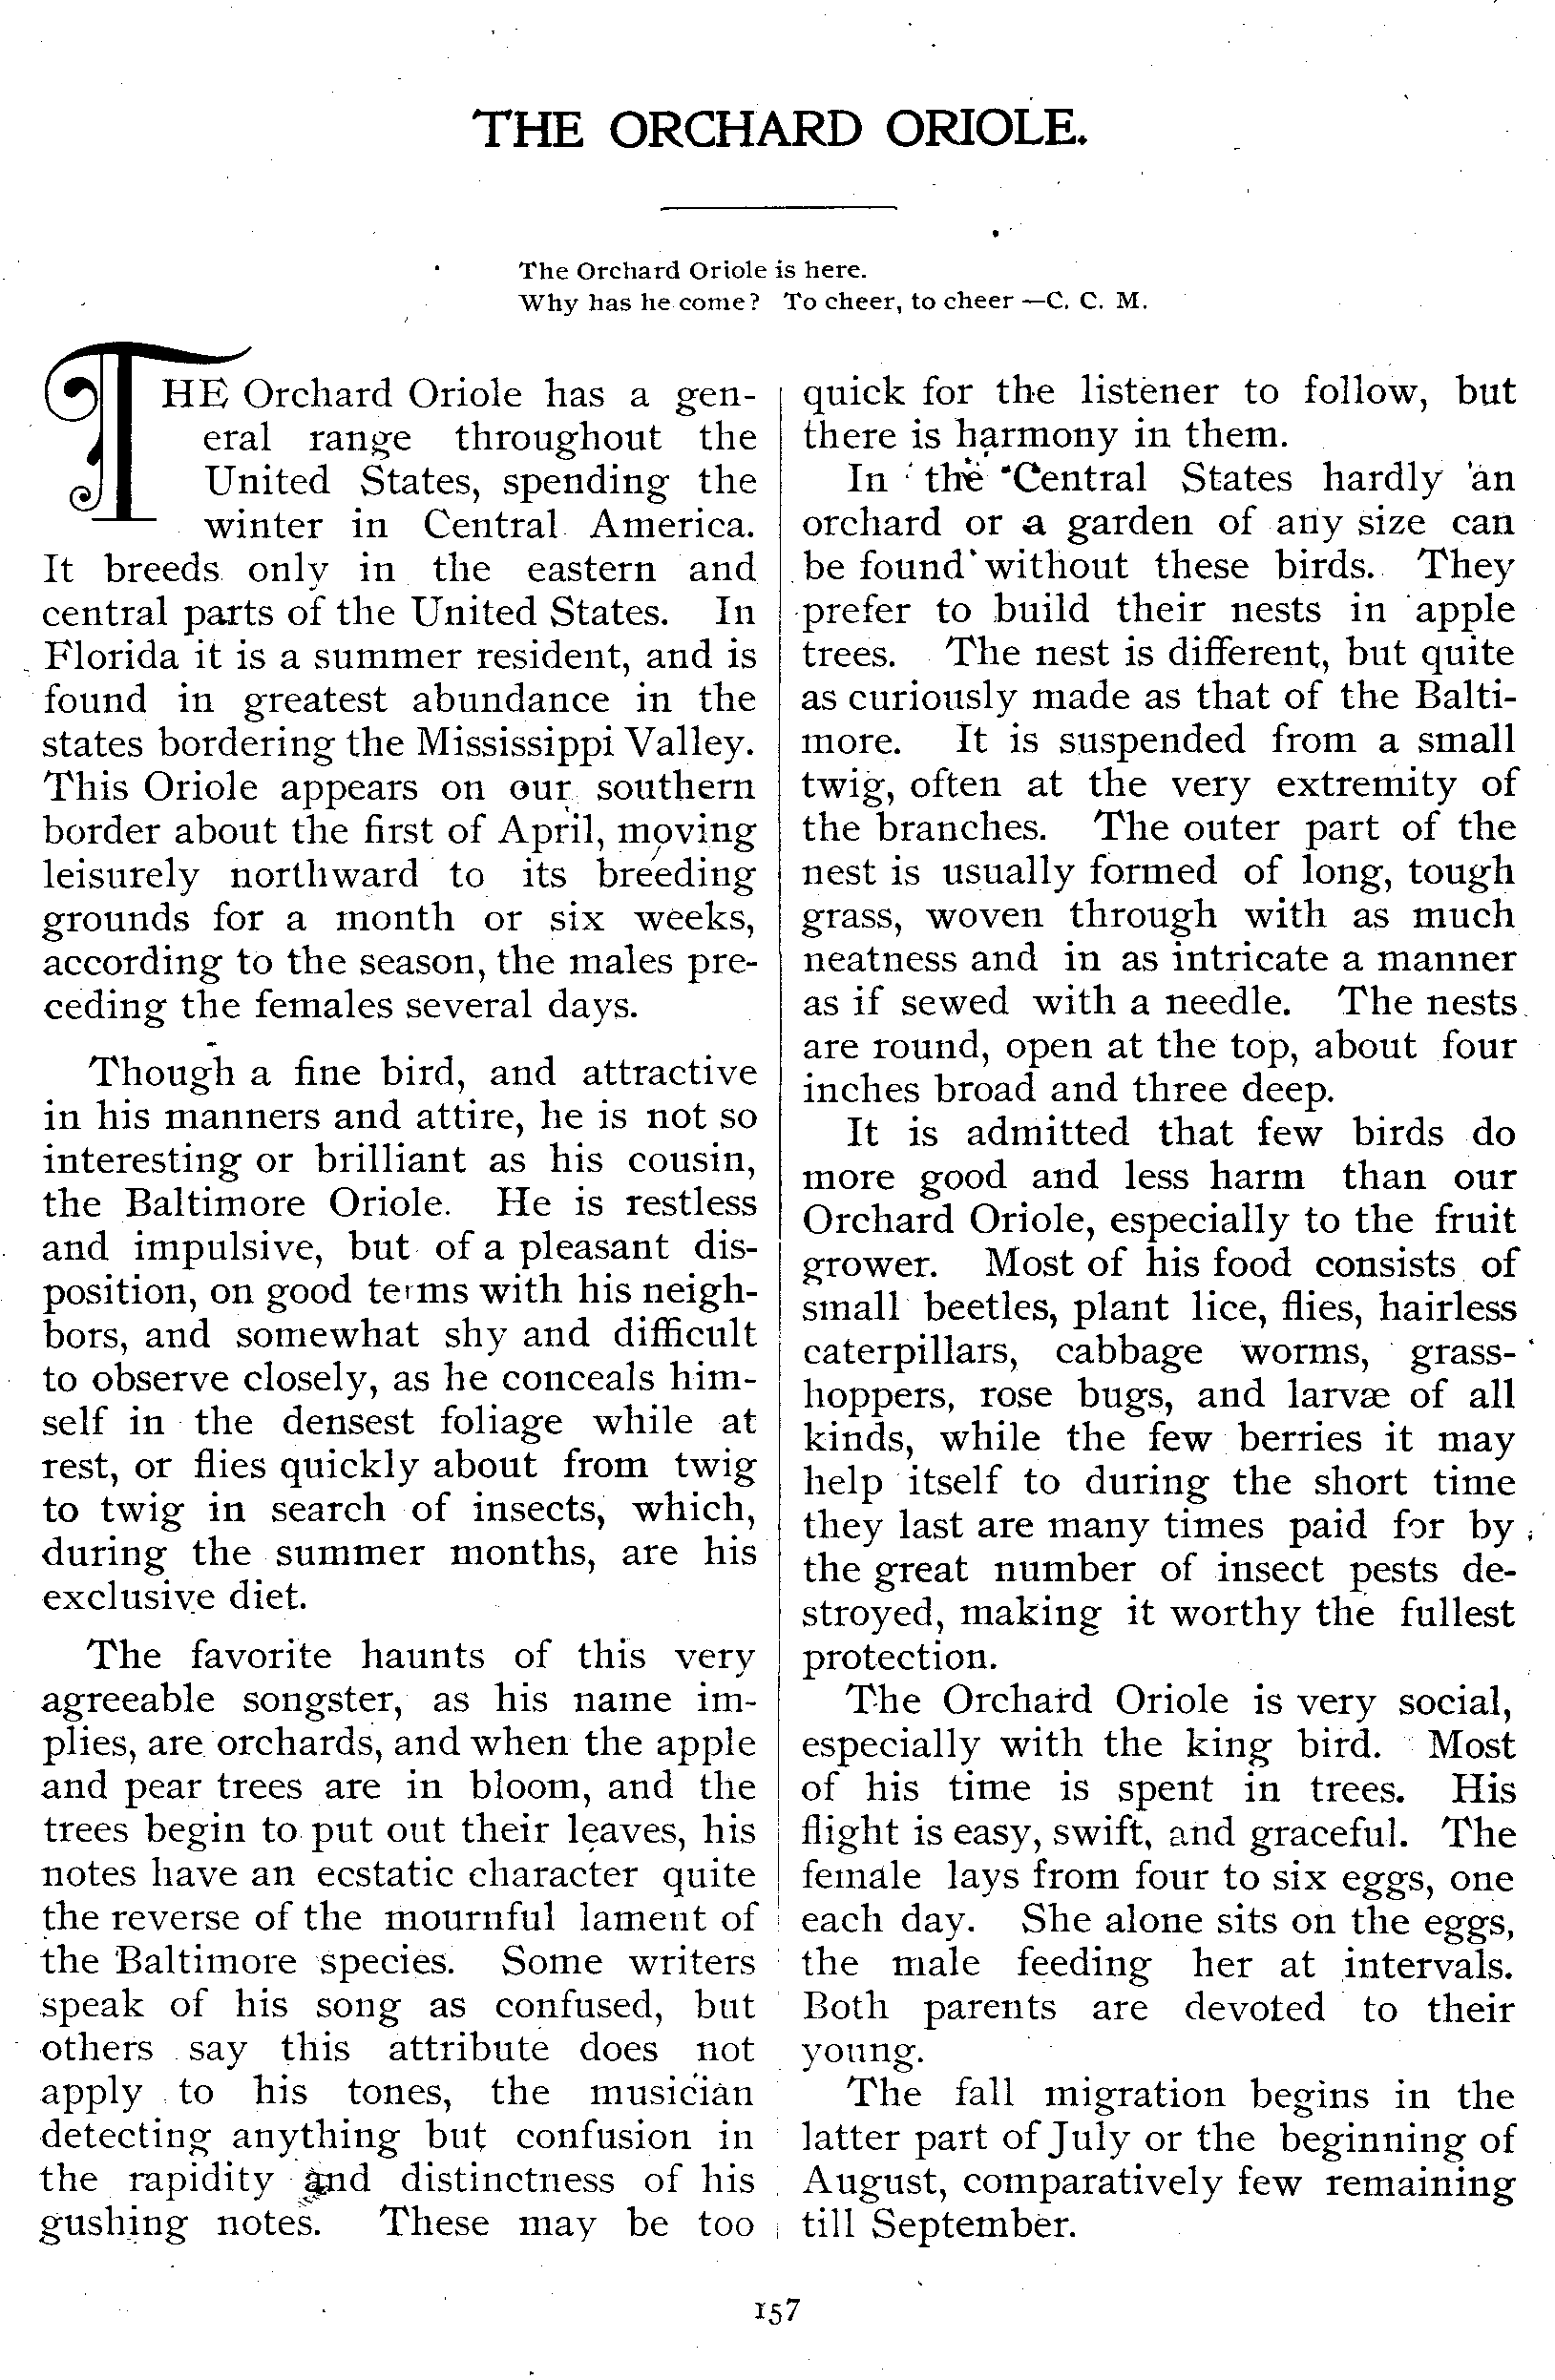 THE ORCHARD ORIOLE.
The Orchard Oriole is here.
Why has he come? To cheer, to cheer —C. C. M.
THE Orchard Oriole has a gen-
eral range throughout the
United States, spending the
winter in Central America.
It breeds only in the eastern and
central parts of the United States. In
Florida it is a summer resident, and is
found in greatest abundance in the
states bordering the Mississippi Valley.
This Oriole appears on our southern
border about the first of April, moving
leisurely northward to its breeding
grounds for a month or six weeks,
according to the season, the males pre-
ceding the females several days.
Though a fine bird, and attractive
in his manners and attire, he is not so
interesting or brilliant as his cousin,
the Baltimore Oriole. He is restless
and impulsive, but of a pleasant dis-
position, on good terms with his neigh-
bors, and somewhat shy and difficult
to observe closely, as he conceals him-
self in the densest foliage while at
rest, or flies quickly about from twig
to twig in search of insects, which,
during the summer months, are his
exclusive diet.
The favorite haunts of this very
agreeable songster, as his name im-
plies, are orchards, and when the apple
and pear trees are in bloom, and the
trees begin to put out their leaves, his
notes have an ecstatic character quite
the reverse of the mournful lament of
the Baltimore species. Some writers
speak of his song as confused, but
others say this attribute does not
apply to his tones, the musician
detecting anything but confusion in
the rapidity and distinctness of his
gushing notes. These may be too
quick for the listener to follow, but
there is harmony in them.
In the Central States hardly an
orchard or a garden of any size can
be found without these birds. They
prefer to build their nests in apple
trees. The nest is different, but quite
as curiously made as that of the Balti-
more. It is suspended from a small
twig, often at the very extremity of
the branches. The outer part of the
nest is usually formed of long, tough
grass, woven through with as much
neatness and in as intricate a manner
as if sewed with a needle. The nests
are round, open at the top, about four
inches broad and three deep.
It is admitted that few birds do
more good and less harm than our
Orchard Oriole, especially to the fruit
grower. Most of his food consists of
small beetles, plant lice, flies, hairless
caterpillars, cabbage worms, grass-
hoppers, rose bugs, and larvæ of all
kinds, while the few berries it may
help itself to during the short time
they last are many times paid for by
the great number of insect pests de-
stroyed, making it worthy the fullest
protection.
The Orchard Oriole is very social,
especially with the king bird. Most
of his time is spent in trees. His
flight is easy, swift, and graceful. The
female lays from four to six eggs, one
each day. She alone sits on the eggs,
the male feeding her at intervals.
Both parents are devoted to their
young.
The fall migration begins in the
latter part of July or the beginning of
August, comparatively few remaining
till September.
157